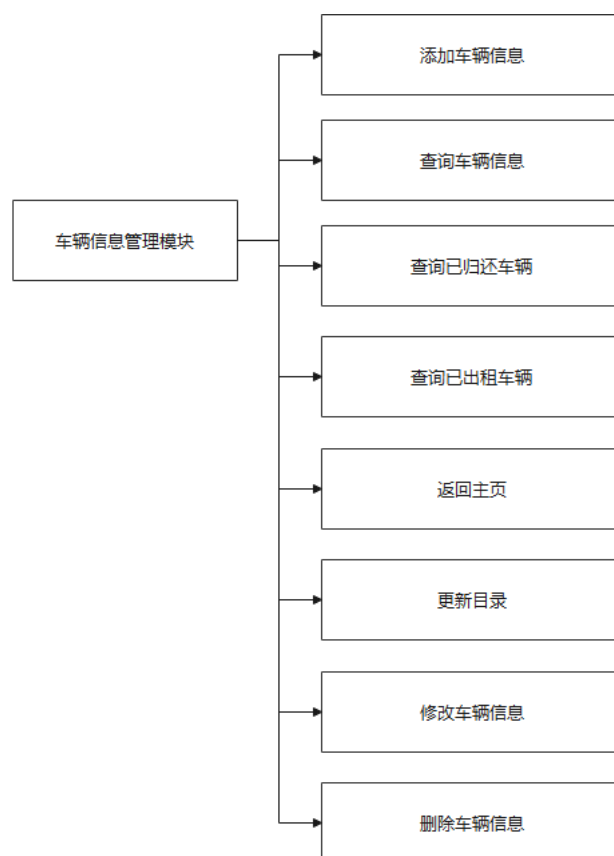 添加车辆信息
查询车辆信息
车辆信息管理模块
查询已归还车辆
查询已出租车辆
返回主页
更新目录
修改车辆信息
删除车辆信息